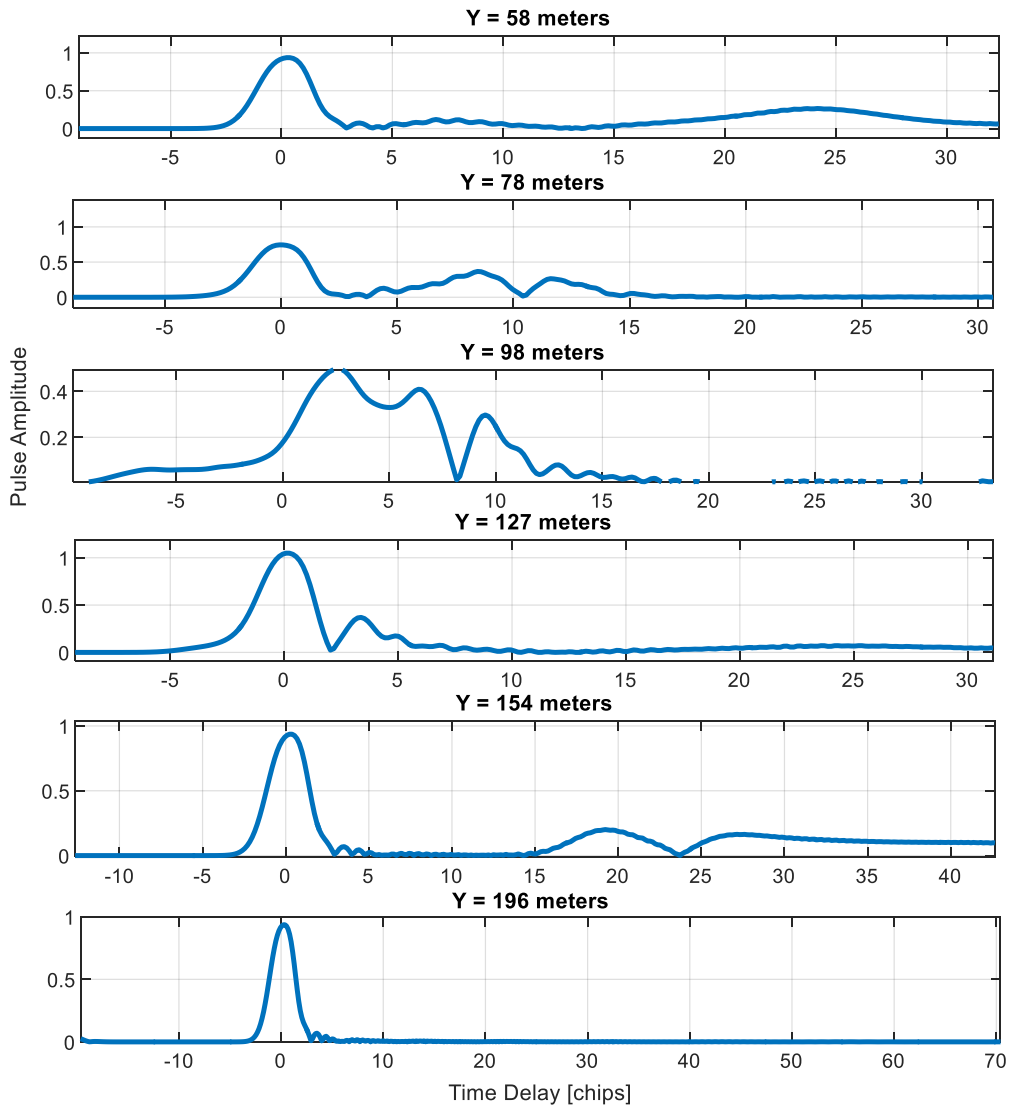 Y = 58 meters
1
0.5
0
-5 0 5 10 15 20 25 30
Y = 78 meters
1
0.5
0
-5 0 5 10 15 20 25 30
Y = 98 meters
0.4
0.2
-5 0 5 10 15 20 25 30
Pulse Amplitude
Y = 127 meters
1
0.5
0
-5 0 5 10 15 20 25 30
Y = 154 meters
1
0.5
0
-10 -5 0 5 10 15 20 25 30 35 40
Y = 196 meters
1
0.5
0
-10 0 10 20 30 40 50 60 70
Time Delay [chips]